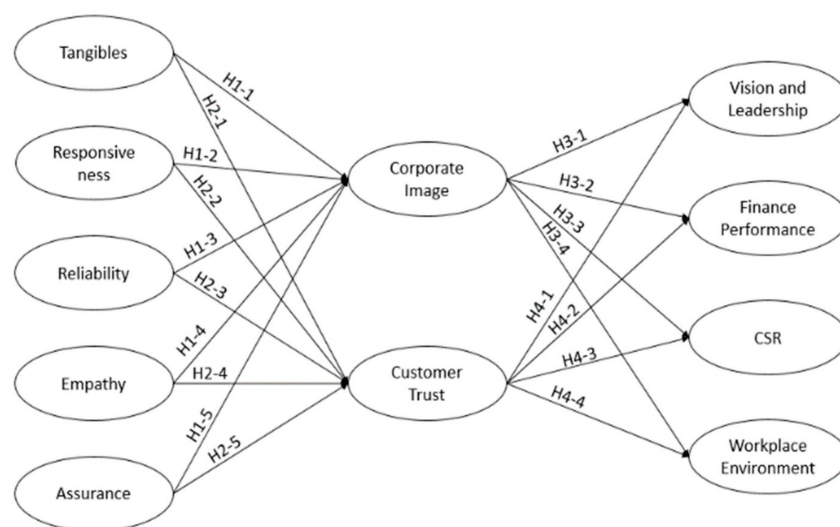 Tangibles
Responsive
ness
Reliability
Empathy
Assurance
H1-1
H2-1
H1-2
H2-2
H1-3
H2-3
H1-4
H2-4
H1-5
H2-5
Corporate
Image
Customer
Trust
H3-1
H3-2
H3-3
H3-4
H4-1
H4-2
H4-3
H4-4
Vision and
Leadership
Finance
Performance
CSR
Workplace
Environment